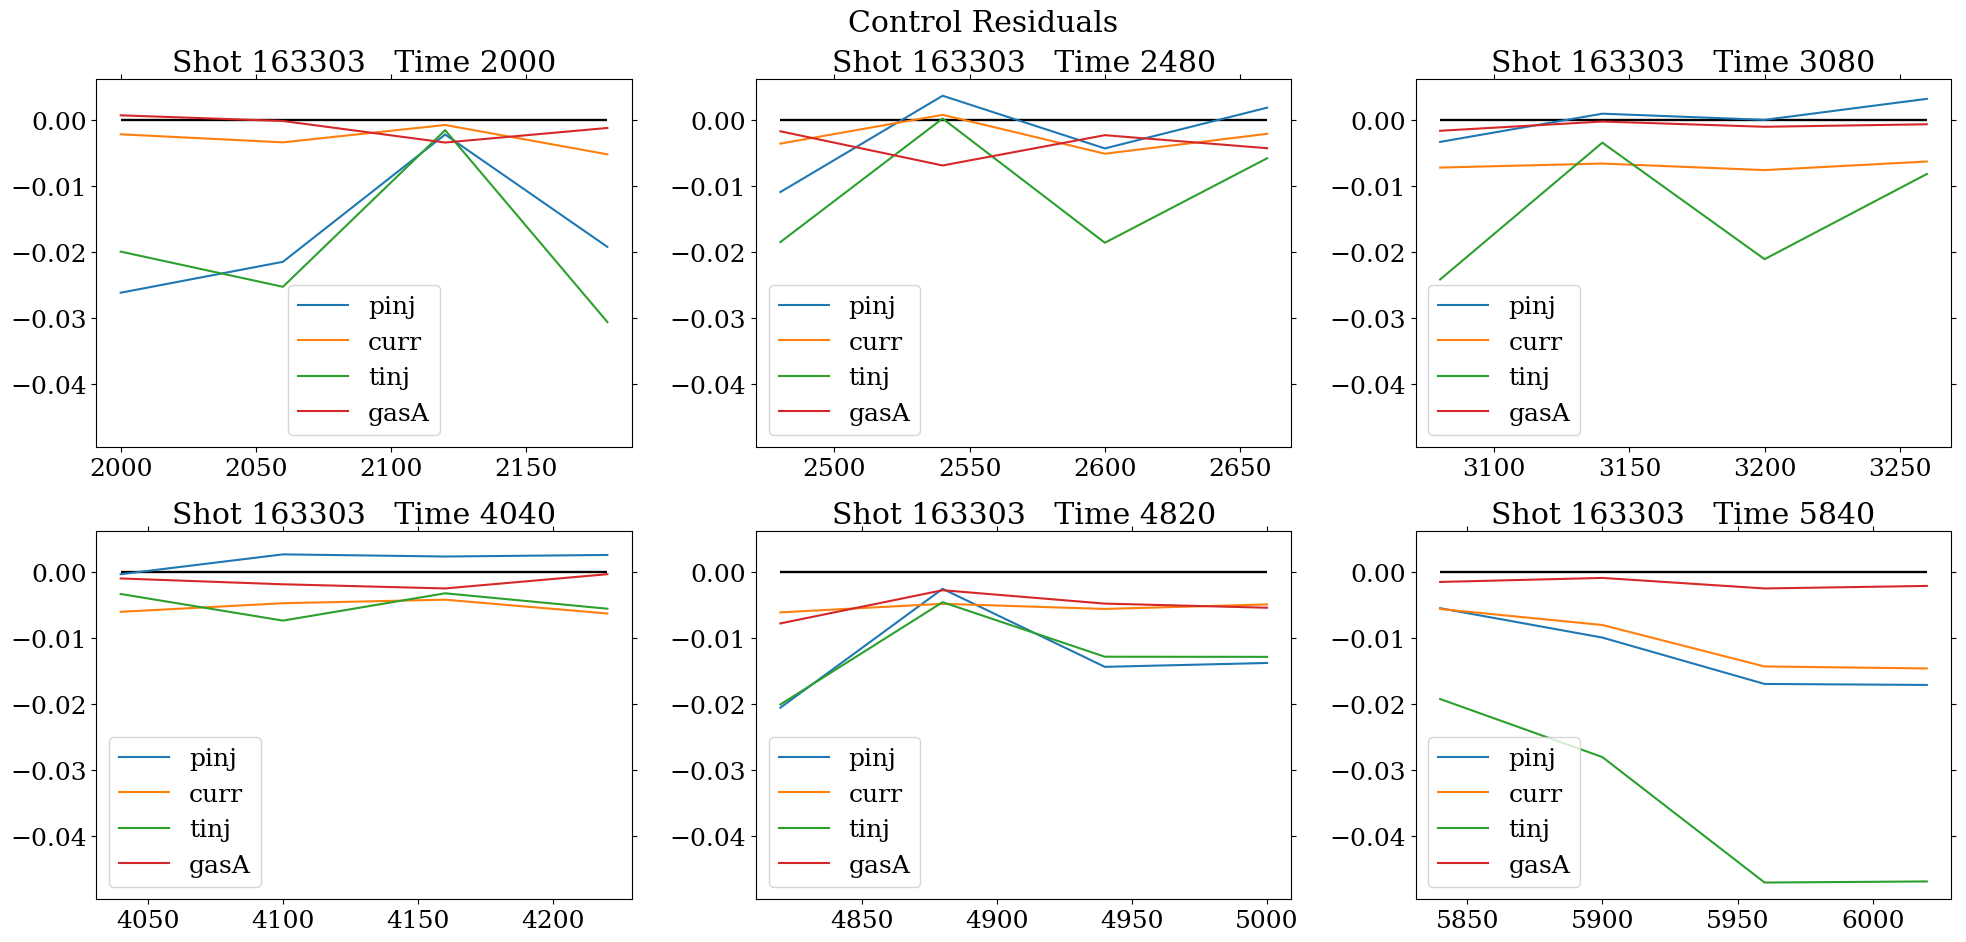 Control Residuals
Shot 163303   Time 2000
0.00
−0.01
−0.02
−0.03
−0.04
pinj
curr
tinj
gasA
2000 2050 2100 2150
Shot 163303   Time 2480
0.00
−0.01
−0.02
−0.03
−0.04
pinj
curr
tinj
gasA
2500 2550 2600 2650
Shot 163303   Time 3080
0.00
−0.01
−0.02
−0.03
−0.04
pinj
curr
tinj
gasA
3100 3150 3200 3250
Shot 163303   Time 4040
0.00
−0.01
−0.02
−0.03
−0.04
pinj
curr
tinj
gasA
4050 4100 4150 4200
Shot 163303   Time 4820
0.00
−0.01
−0.02
−0.03
−0.04
pinj
curr
tinj
gasA
4850 4900 4950 5000
Shot 163303   Time 5840
0.00
−0.01
−0.02
−0.03
−0.04
pinj
curr
tinj
gasA
5850 5900 5950 6000